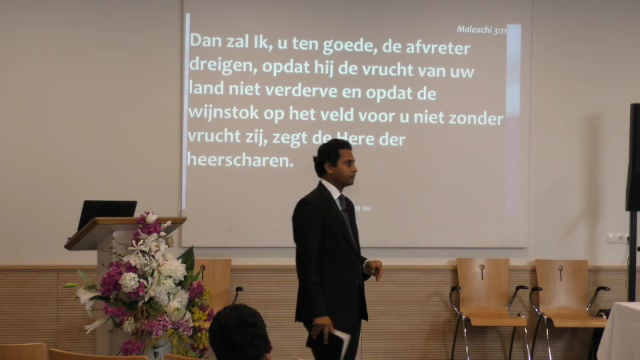 Maleachi 3:11
Dan zal Ik, u ten goede, de afvreter
dreigen, opdat hij de vrucht van uw
land niet verderve en opdat de
wijnstok op het veld voor u niet zonder
vrucht zij, zegt de Here der
heerscharen.